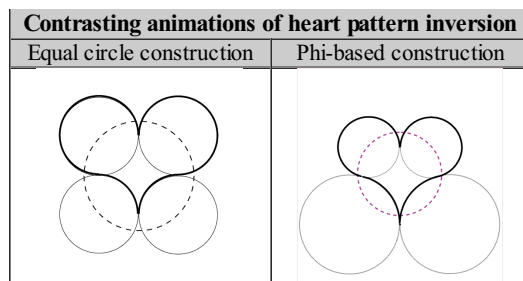 Contrasting animations of heart pattern inversion
Equal circle construction
Phi-based construction